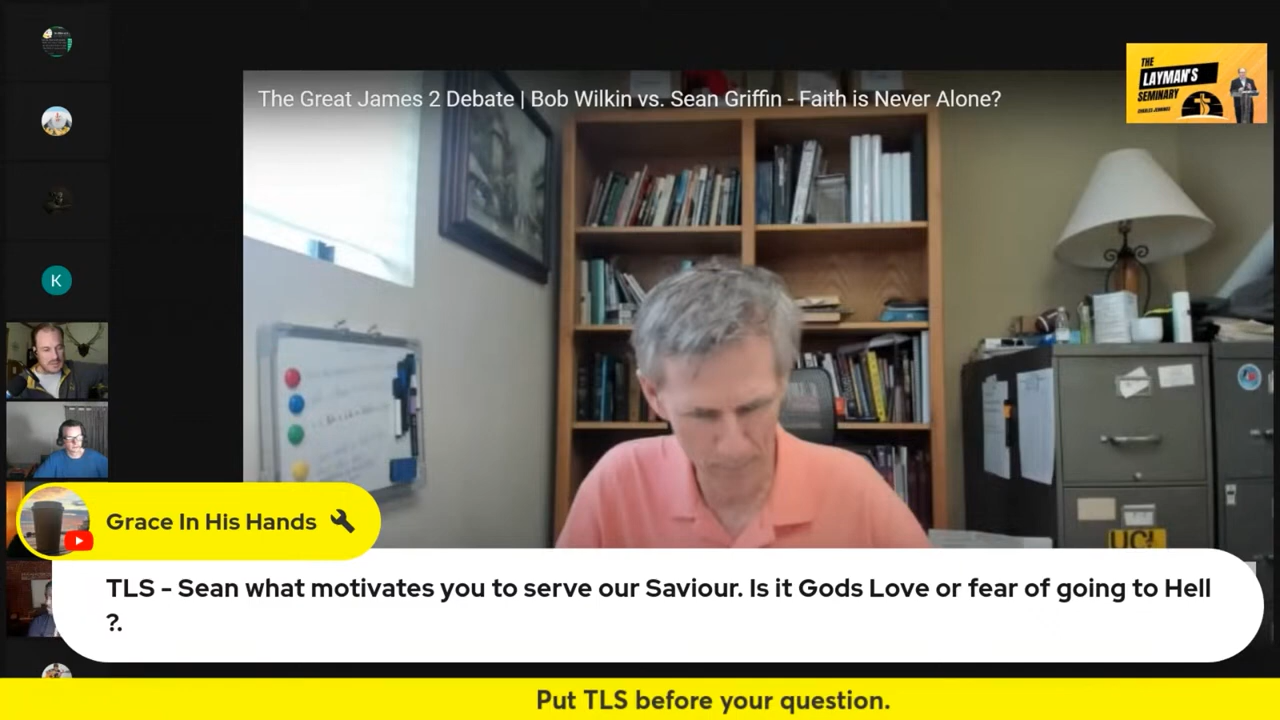 The Great James 2 Debate | Bob Wilkin vs. Sean Griffin - Faith is Never Alone?
THE
LAYMAN'S
SEMINARY
CHARLES JENNINGS
K
Grace In His Hands
TLS - Sean what motivates you to serve our Saviour. Is it Gods Love or fear of going to Hell
?.
Put TLS before your question.